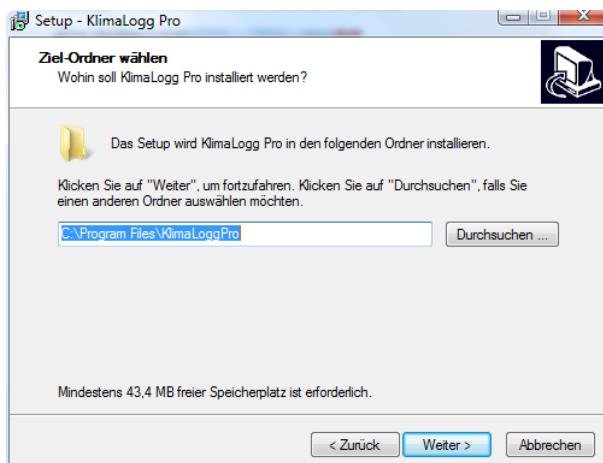 Setup - KlimaLogg Pro
Ziel-Ordner wählen
Wohin soll KlimaLogg Pro installiert werden?
Das Setup wird KlimaLogg Pro in den folgenden Ordner installieren.
Klicken Sie auf "Weiter", um fortzufahren. Klicken Sie auf "Durchsuchen", falls Sie
einen anderen Ordner auswählen möchten.
C:\Program Files\KlimaLoggPro
Durchsuchen ...
Mindestens 43,4 MB freier Speicherplatz ist erforderlich.
< Zurück
Weiter >
Abbrechen